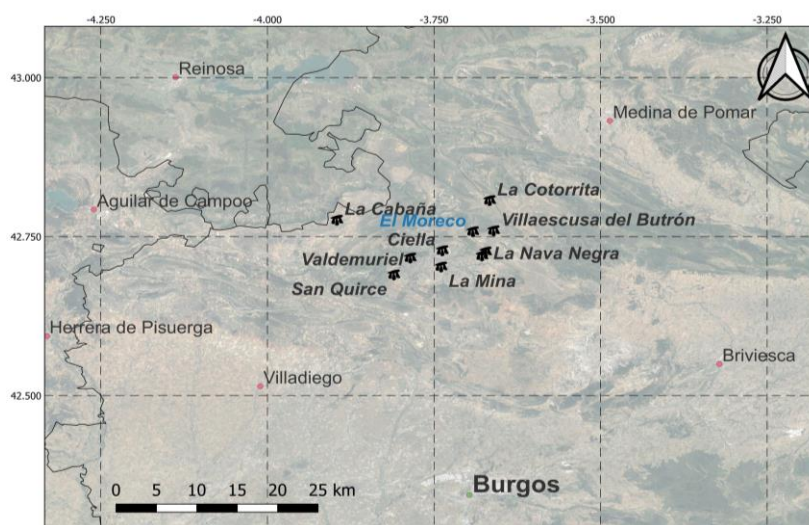 -4.250 -4.000 -3.750 -3.500 -3.250
43.000
Reinosa
Medina de Pomar
Aguilar de Campoo
La Cotorrita
La Cabaña
El Moreco
Villaescusa del Butrón
42.750
Ciella
Valdemuriel
La Nava Negra
San Quirce
La Mina
Herrera de Pisuerga
Briviesca
Villadiego
42.500
Burgos
0 5 10 15 20 25 km